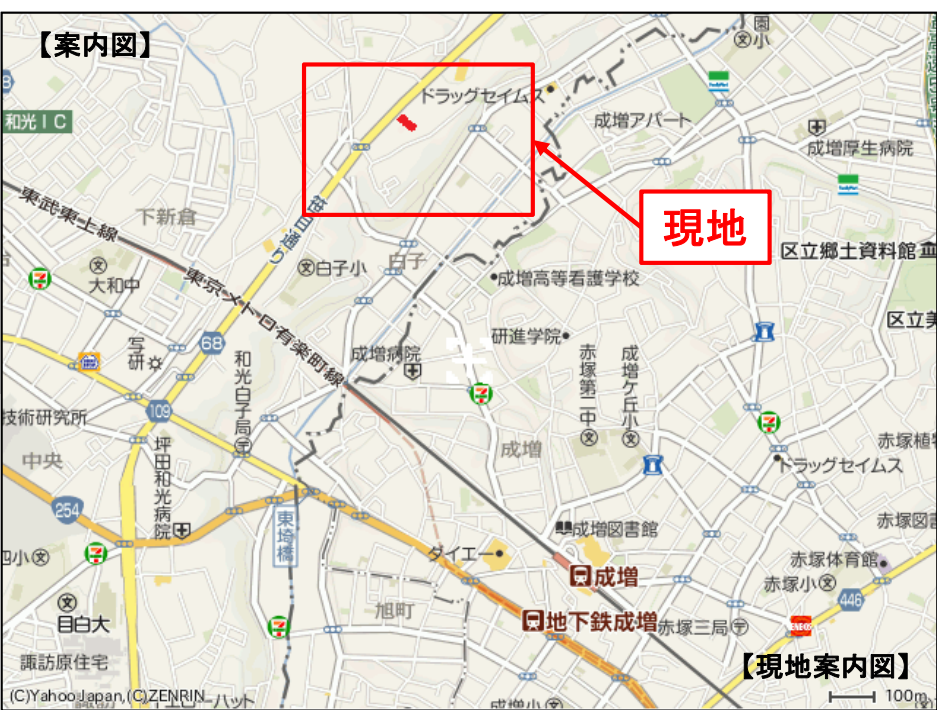 【案内図】
園
小
ドラッグセイムス
FamilyMart
和光IC
成増アパート
成増厚生病院
FamilyMart
現地
下新倉
笹目通り
東武東上線
白子
白子小
区立郷土資料館
大和中
東京メトロ有楽町線
成増高等看護学校
68
写研
成増病院
研進学院
赤塚第二中
成増ケ丘小
和光白子局
109
技術研究所
成増
中央
坪田和光病院
ドラッグセイムス
254
東埼橋
成増図書館
ダイエー
赤塚体育館
成増
赤塚小
446
目白大
旭町
地下鉄成増
赤塚三局
ENEOS
諏訪原住宅
【現地案内図】
(C)Yahoo Japan,(C)ZENRIN
100m